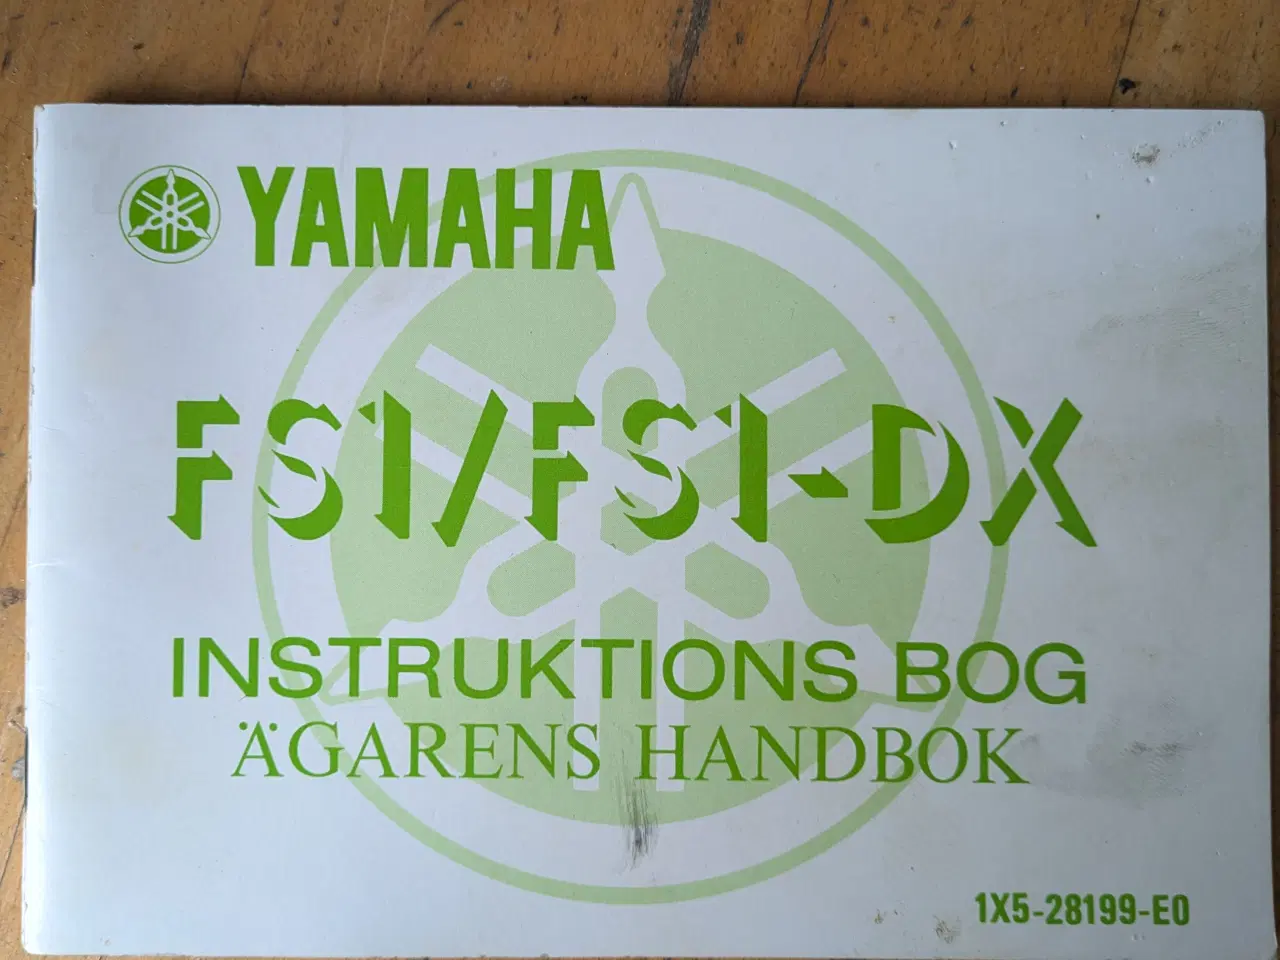 YAMAHA
FS1/FS1-DX
INSTRUKTIONS BOG
ÄGARENS HANDBOK
1X5-28199-E0